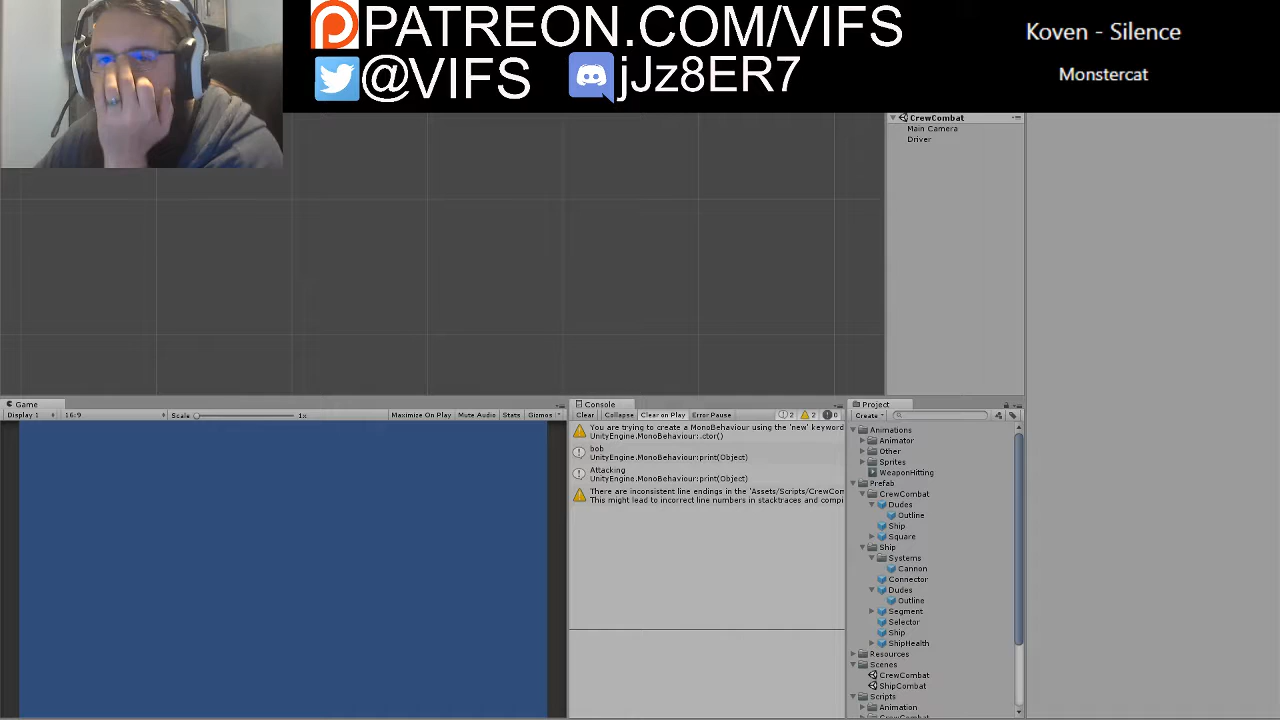 PATREON.COM/VIFS
@VIFS jJz8ER7
Koven - Silence
Monstercat
CrewCombat
Main Camera
Driver
Game
Display 1 16:9 Scale 1x Maximize On Play Mute Audio Stats Gizmos
Console
Clear Collapse Clear on Play Error Pause 2 2 0
You are trying to create a MonoBehaviour using the 'new' keyword
UnityEngine.MonoBehaviour:.ctor()
bob
UnityEngine.MonoBehaviour:print(Object)
Attacking
UnityEngine.MonoBehaviour:print(Object)
There are inconsistent line endings in the 'Assets/Scripts/CrewCom
This might lead to incorrect line numbers in stacktraces and compi
Project
Create
Animations
Animator
Other
Sprites
WeaponHitting
Prefab
CrewCombat
Dudes
Outline
Ship
Square
Ship
Systems
Cannon
Connector
Dudes
Outline
Segment
Selector
Ship
ShipHealth
Resources
Scenes
CrewCombat
ShipCombat
Scripts
Animation